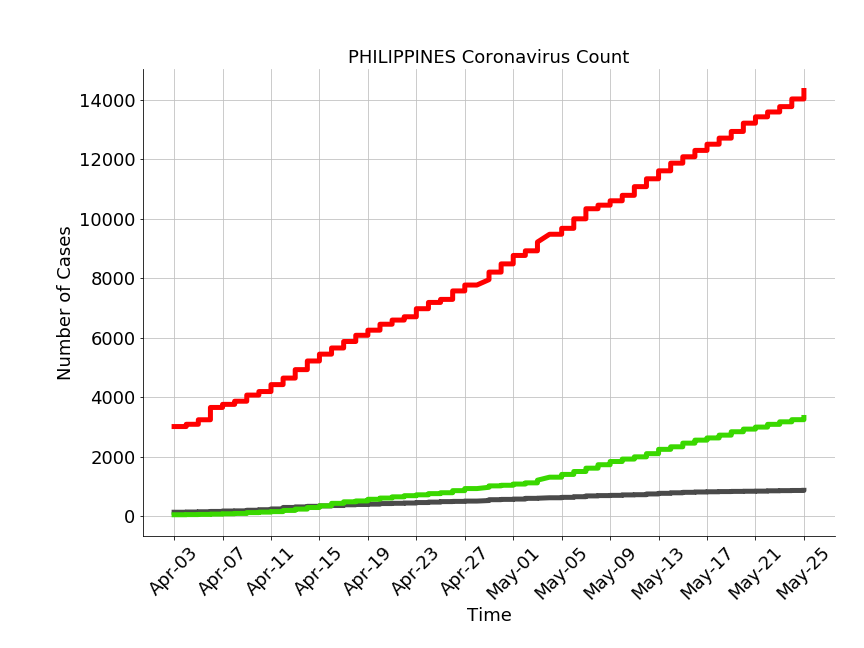 PHILIPPINES Coronavirus Count
14000
12000
10000
8000
6000
4000
2000
0
Number of Cases
Apr-03
Apr-07
Apr-11
Apr-15
Apr-19
Apr-23
Apr-27
May-01
May-05
May-09
May-13
May-17
May-21
May-25
Time